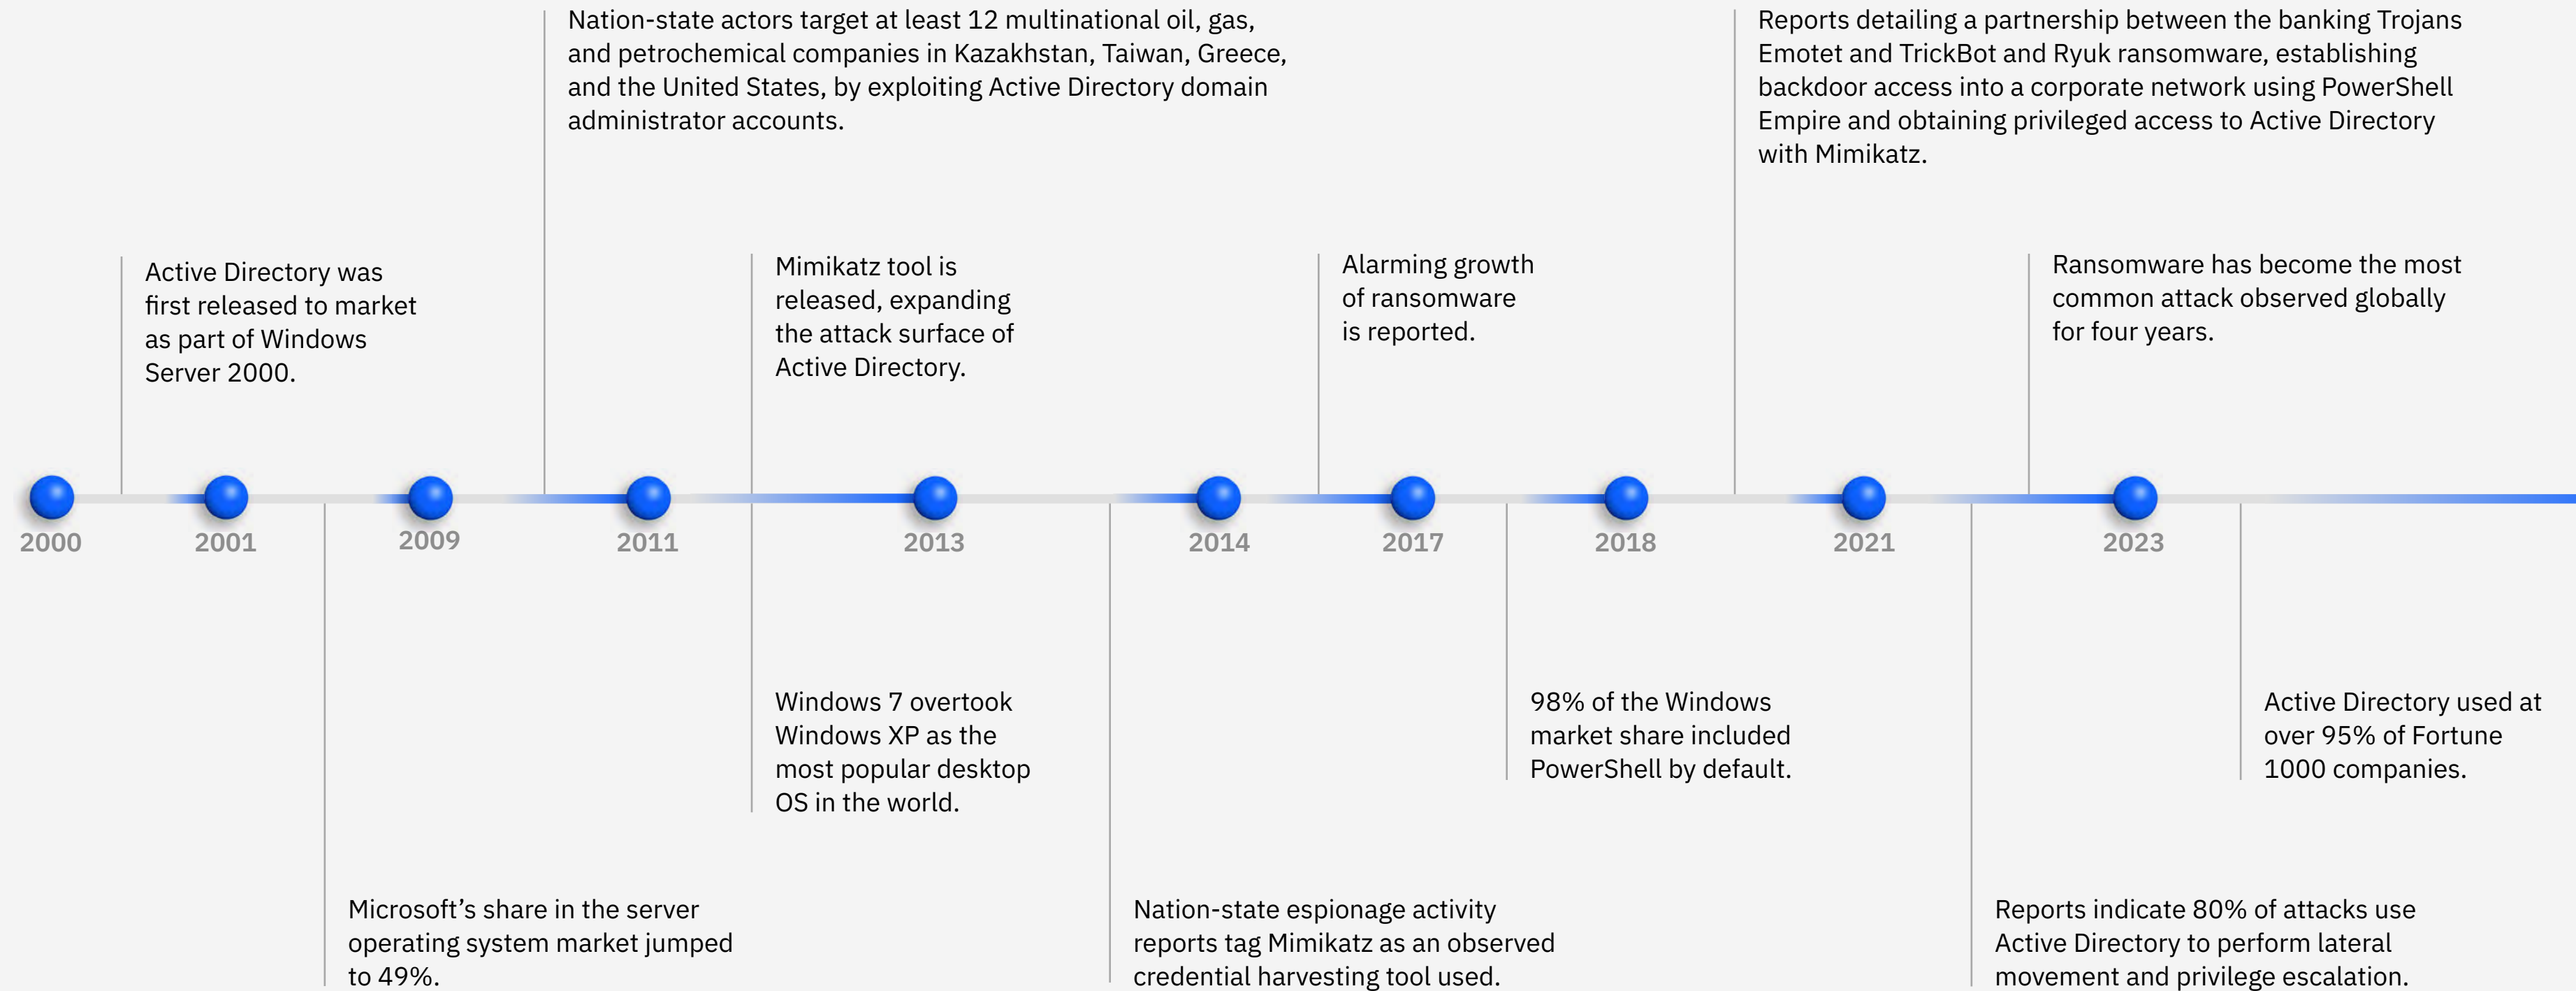 Nation-state actors target at least 12 multinational oil, gas,
and petrochemical companies in Kazakhstan, Taiwan, Greece,
and the United States, by exploiting Active Directory domain
administrator accounts.
Reports detailing a partnership between the banking Trojans
Emotet and TrickBot and Ryuk ransomware, establishing
backdoor access into a corporate network using PowerShell
Empire and obtaining privileged access to Active Directory
with Mimikatz.
Active Directory was
first released to market
as part of Windows
Server 2000.
Mimikatz tool is
released, expanding
the attack surface of
Active Directory.
Alarming growth
of ransomware
is reported.
Ransomware has become the most
common attack observed globally
for four years.
2000
2001
2009
2011
2013
2014
2017
2018
2021
2023
Windows 7 overtook
Windows XP as the
most popular desktop
OS in the world.
98% of the Windows
market share included
PowerShell by default.
Active Directory used at
over 95% of Fortune
1000 companies.
Microsoft’s share in the server
operating system market jumped
to 49%.
Nation-state espionage activity
reports tag Mimikatz as an observed
credential harvesting tool used.
Reports indicate 80% of attacks use
Active Directory to perform lateral
movement and privilege escalation.